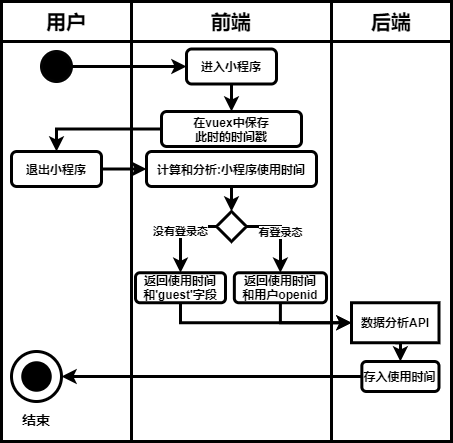 用户
前端
后端
进入小程序
在vuex中保存
此时的时间戳
退出小程序
计算和分析:小程序使用时间
没有登录态
有登录态
返回使用时间
和'guest'字段
返回使用时间
和用户openid
数据分析API
存入使用时间
结束